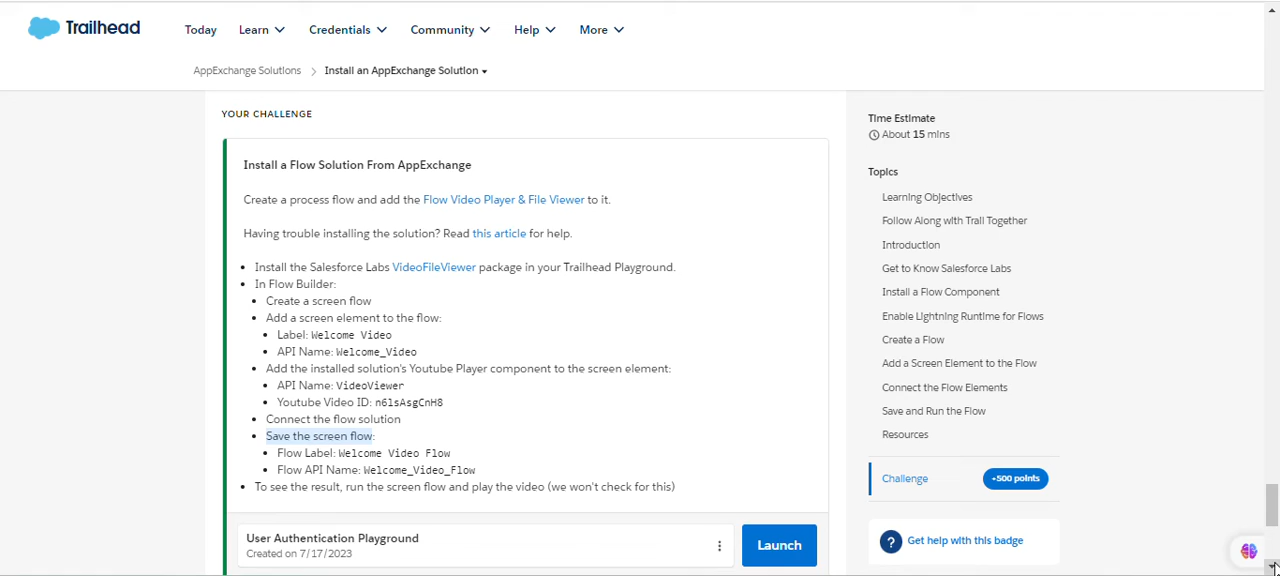 Trailhead
Today Learn Credentials Community Help More
AppExchange Solutions Install an AppExchange Solution
YOUR CHALLENGE
Install a Flow Solution From AppExchange
Create a process flow and add the Flow Video Player & File Viewer to it.
Having trouble installing the solution? Read this article for help.
Install the Salesforce Labs VideoFileViewer package in your Trailhead Playground.
In Flow Builder:
Create a screen flow
Add a screen element to the flow:
Label: Welcome Video
API Name: Welcome_Video
Add the installed solution's Youtube Player component to the screen element:
API Name: VideoViewer
Youtube Video ID: n6lsAsgCnH8
Connect the flow solution
Save the screen flow:
Flow Label: Welcome Video Flow
Flow API Name: Welcome_Video_Flow
To see the result, run the screen flow and play the video (we won't check for this)
User Authentication Playground
Created on 7/17/2023
Launch
Time Estimate
About 15 mins
Topics
Learning Objectives
Follow Along with Trail Together
Introduction
Get to Know Salesforce Labs
Install a Flow Component
Enable Lightning Runtime for Flows
Create a Flow
Add a Screen Element to the Flow
Connect the Flow Elements
Save and Run the Flow
Resources
Challenge +500 points
? Get help with this badge